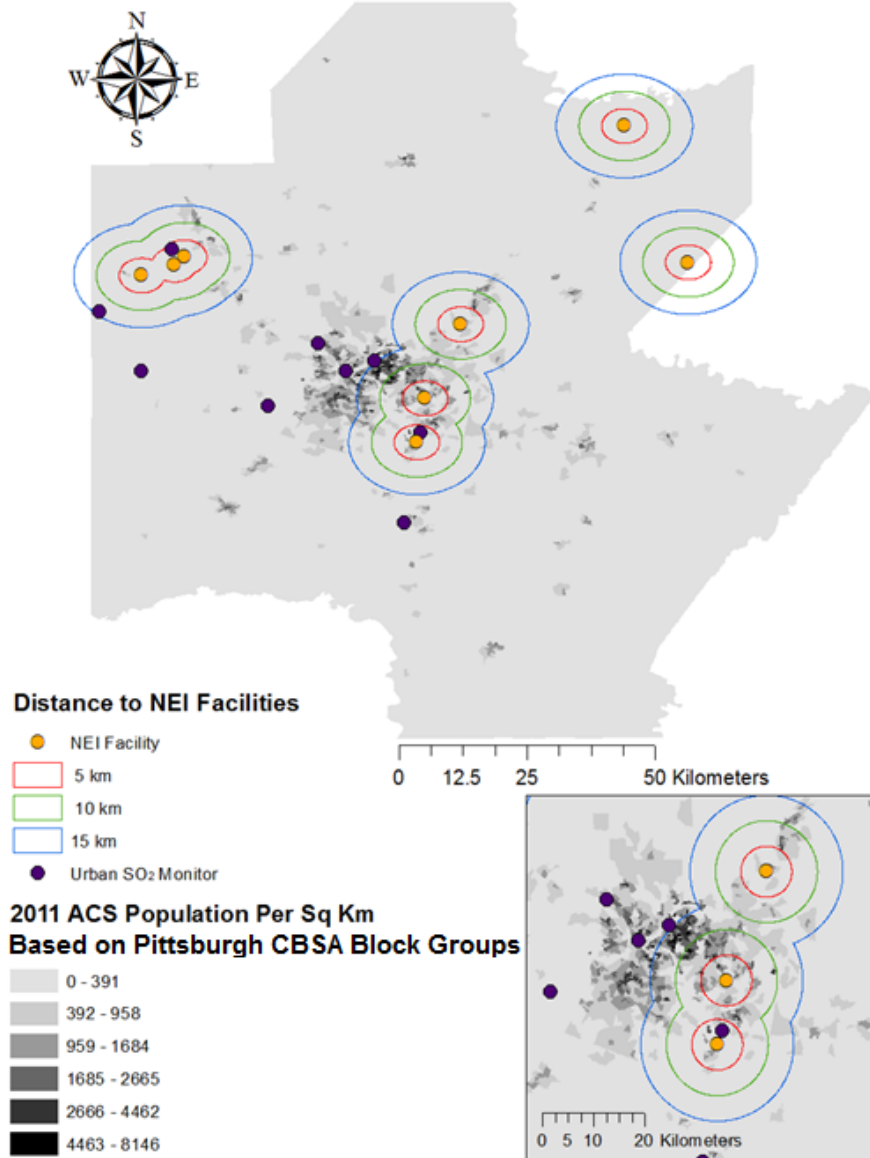 N
W E
S
Distance to NEI Facilities
NEI Facility
5 km
10 km
15 km
Urban SO₂ Monitor
0 12.5 25 50 Kilometers
2011 ACS Population Per Sq Km
Based on Pittsburgh CBSA Block Groups
0 - 391
392 - 958
959 - 1684
1685 - 2665
2666 - 4462
4463 - 8146
0 5 10 20 Kilometers